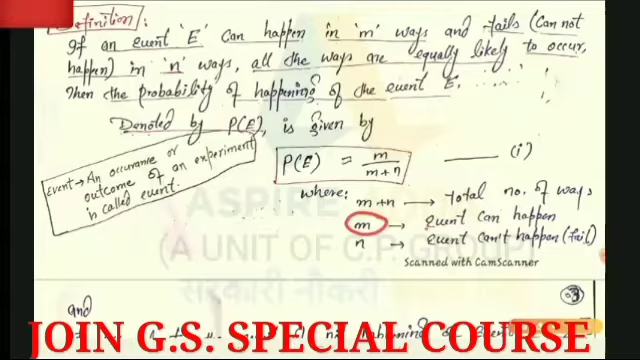 Definition:
If an event 'E' can happen in 'm' ways and fails (Can not
happen) in 'n' ways, all the ways are equally likely to occur,
Then the probability of happening of the event E.
Denoted by P(E), is given by
P(E) = m/(m+n) ——— (i)
Event → An occurance or
outcome of an experiment
is called event.
where: m+n → total no. of ways
m → event can happen
n → event can't happen (fail)
ASPIRE
(A UNIT OF C.P. GROUP)
सरकारी नौकरी
Scanned with CamScanner
3
and
JOIN G.S. SPECIAL COURSE